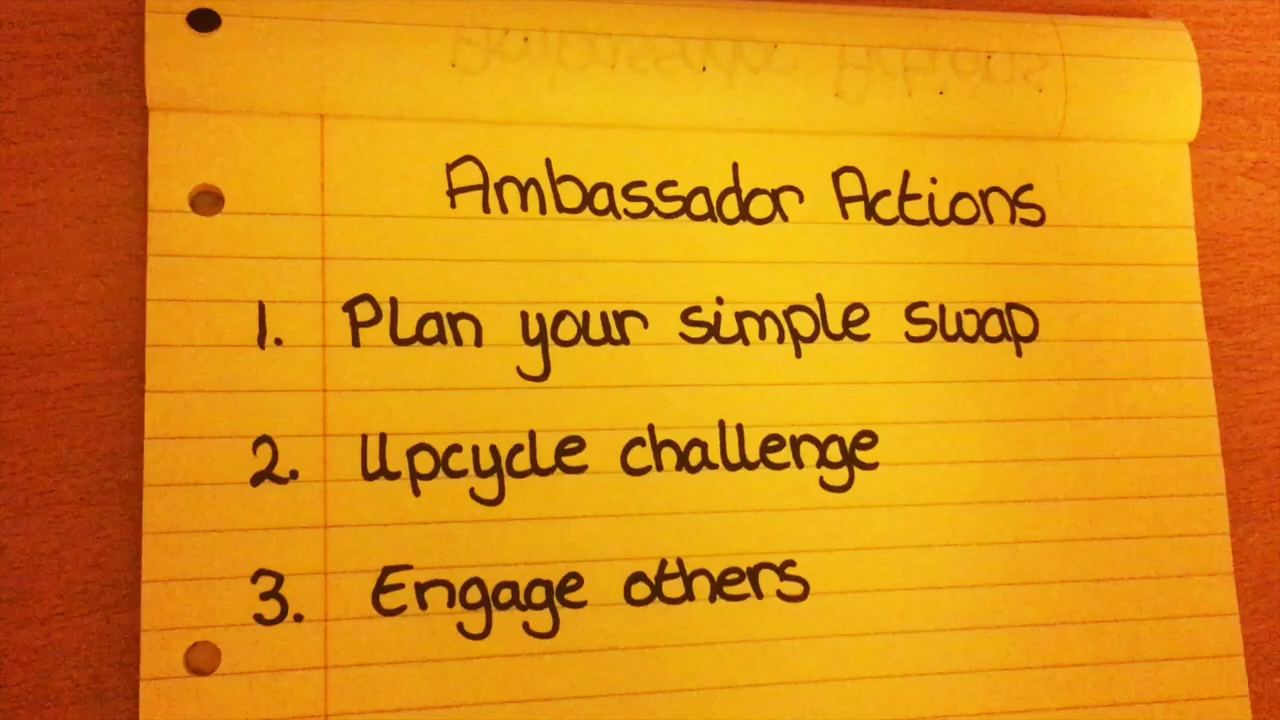 Ambassador Actions
1. Plan your simple swap
2. Upcycle challenge
3. Engage others